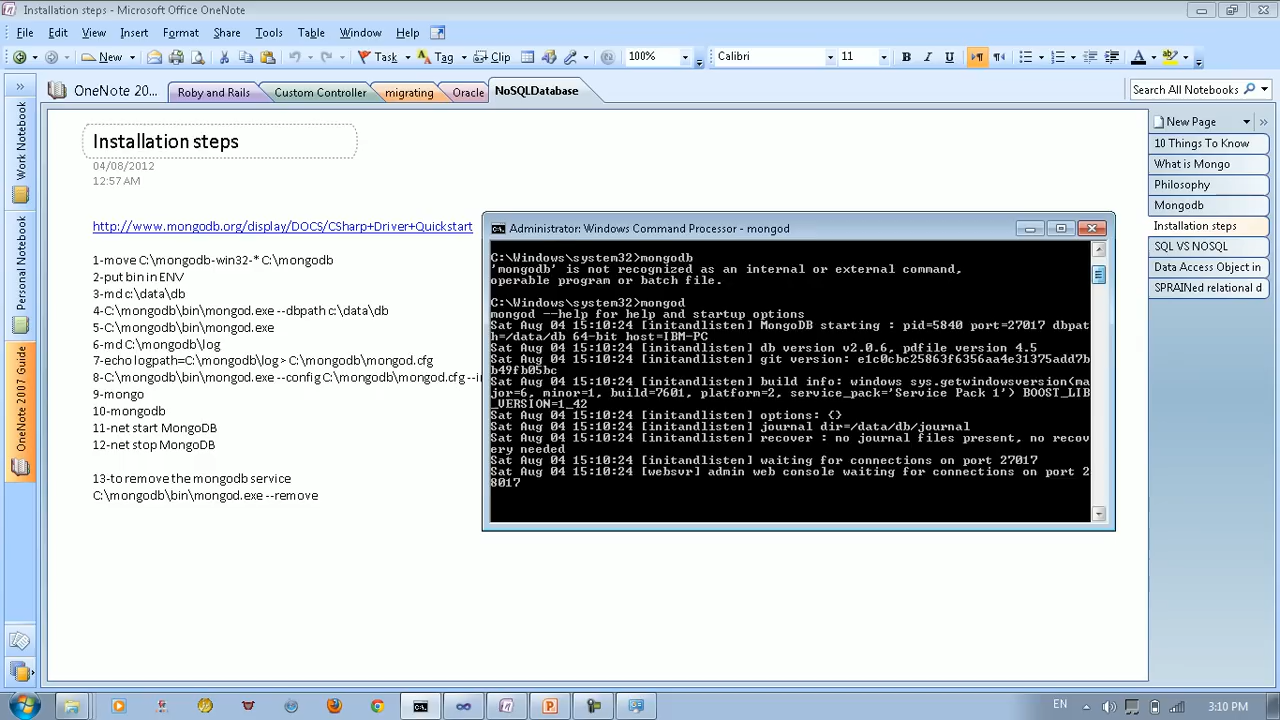 Installation steps - Microsoft Office OneNote
File Edit View Insert Format Share Tools Table Window Help
New Task Tag Clip 100% Calibri 11 B I U
OneNote 20... Roby and Rails Custom Controller migrating Oracle NoSQLDatabase
Search All Notebooks
Work Notebook
Personal Notebook
OneNote 2007 Guide
Installation steps
04/08/2012
12:57 AM
http://www.mongodb.org/display/DOCS/CSharp+Driver+Quickstart
1-move C:\mongodb-win32-* C:\mongodb
2-put bin in ENV
3-md c:\data\db
4-C:\mongodb\bin\mongod.exe --dbpath c:\data\db
5-C:\mongodb\bin\mongod.exe
6-md C:\mongodb\log
7-echo logpath=C:\mongodb\log > C:\mongodb\mongod.cfg
8-C:\mongodb\bin\mongod.exe --config C:\mongodb\mongod.cfg --in
9-mongo
10-mongodb
11-net start MongoDB
12-net stop MongoDB
13-to remove the mongodb service
C:\mongodb\bin\mongod.exe --remove
Administrator: Windows Command Processor - mongod
C:\Windows\system32>mongodb
'mongodb' is not recognized as an internal or external command,
operable program or batch file.
C:\Windows\system32>mongod
mongod --help for help and startup options
Sat Aug 04 15:10:24 [initandlisten] MongoDB starting : pid=5840 port=27017 dbpat
h=/data/db 64-bit host=IBM-PC
Sat Aug 04 15:10:24 [initandlisten] db version v2.0.6, pdfile version 4.5
Sat Aug 04 15:10:24 [initandlisten] git version: e1c0cbc25863f6356aa4e31375add7b
b49fb05bc
Sat Aug 04 15:10:24 [initandlisten] build info: windows sys.getwindowsversion(ma
jor=6, minor=1, build=7601, platform=2, service_pack='Service Pack 1') BOOST_LIB
_VERSION=1_42
Sat Aug 04 15:10:24 [initandlisten] options: {}
Sat Aug 04 15:10:24 [initandlisten] journal dir=/data/db/journal
Sat Aug 04 15:10:24 [initandlisten] recover : no journal files present, no recov
ery needed
Sat Aug 04 15:10:24 [initandlisten] waiting for connections on port 27017
Sat Aug 04 15:10:24 [websvr] admin web console waiting for connections on port 2
8017
New Page
10 Things To Know
What is Mongo
Philosophy
Mongodb
Installation steps
SQL VS NOSQL
Data Access Object in
SPRAINed relational d
EN 3:10 PM